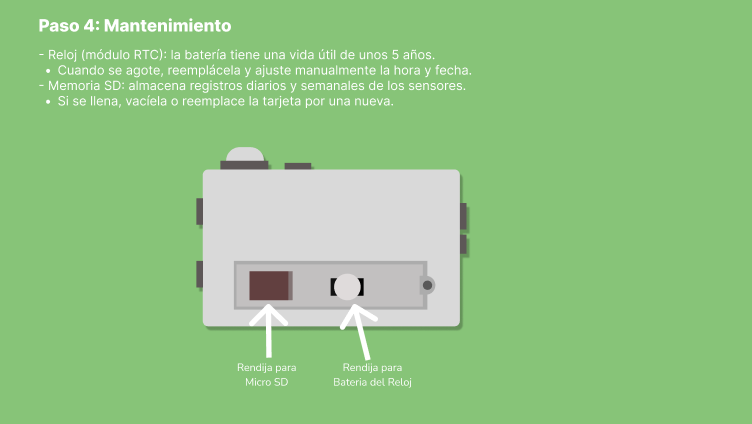 Paso 4: Mantenimiento
- Reloj (módulo RTC): la batería tiene una vida útil de unos 5 años.
• Cuando se agote, reemplácela y ajuste manualmente la hora y fecha.
- Memoria SD: almacena registros diarios y semanales de los sensores.
• Si se llena, vacíela o reemplace la tarjeta por una nueva.
Rendija para
Micro SD
Rendija para
Bateria del Reloj